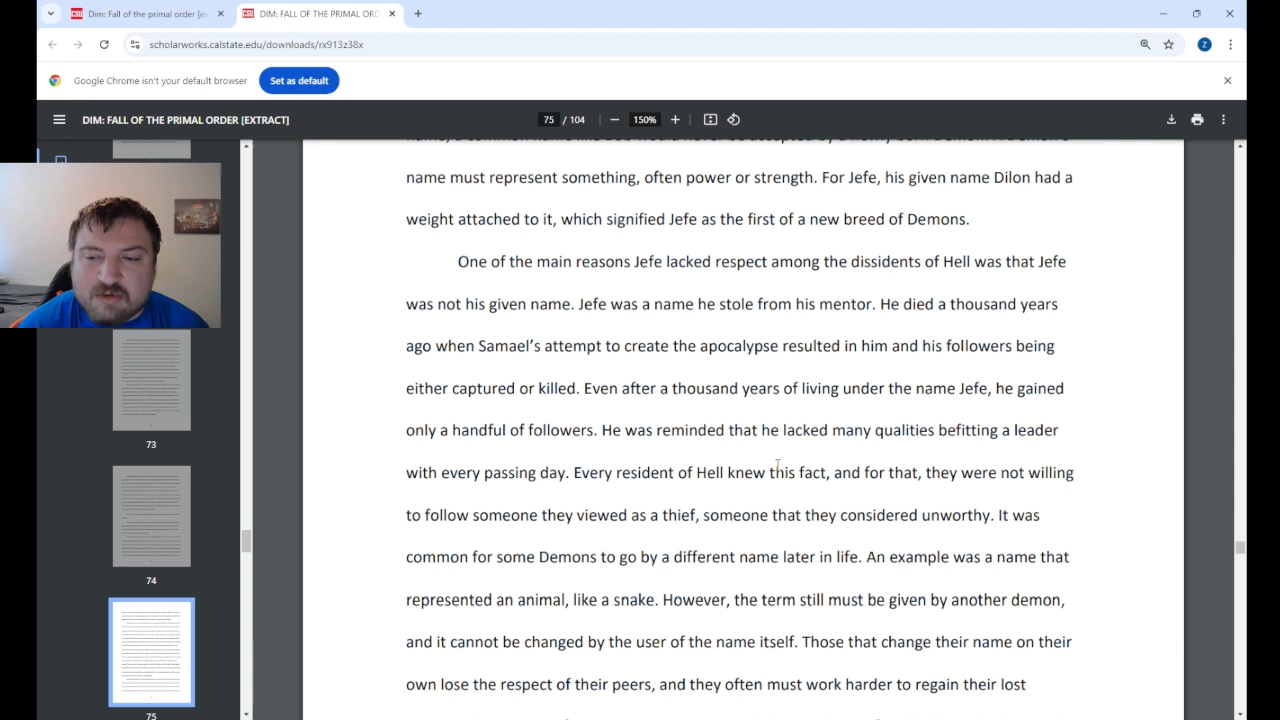 Dim: Fall of the primal order [ex
DIM: FALL OF THE PRIMAL ORD
scholarworks.calstate.edu/downloads/rx913z38x
Z
Google Chrome isn't your default browser
Set as default
DIM: FALL OF THE PRIMAL ORDER [EXTRACT]
75 / 104
150%
name must represent something, often power or strength. For Jefe, his given name Dilon had a
weight attached to it, which signified Jefe as the first of a new breed of Demons.
One of the main reasons Jefe lacked respect among the dissidents of Hell was that Jefe
was not his given name. Jefe was a name he stole from his mentor. He died a thousand years
ago when Samael's attempt to create the apocalypse resulted in him and his followers being
either captured or killed. Even after a thousand years of living under the name Jefe, he gained
only a handful of followers. He was reminded that he lacked many qualities befitting a leader
with every passing day. Every resident of Hell knew this fact, and for that, they were not willing
to follow someone they viewed as a thief, someone that they considered unworthy. It was
common for some Demons to go by a different name later in life. An example was a name that
represented an animal, like a snake. However, the term still must be given by another demon,
and it cannot be changed by the user of the name itself. Those that change their name on their
own lose the respect of their peers, and they often must work harder to regain their lost
73
74
75